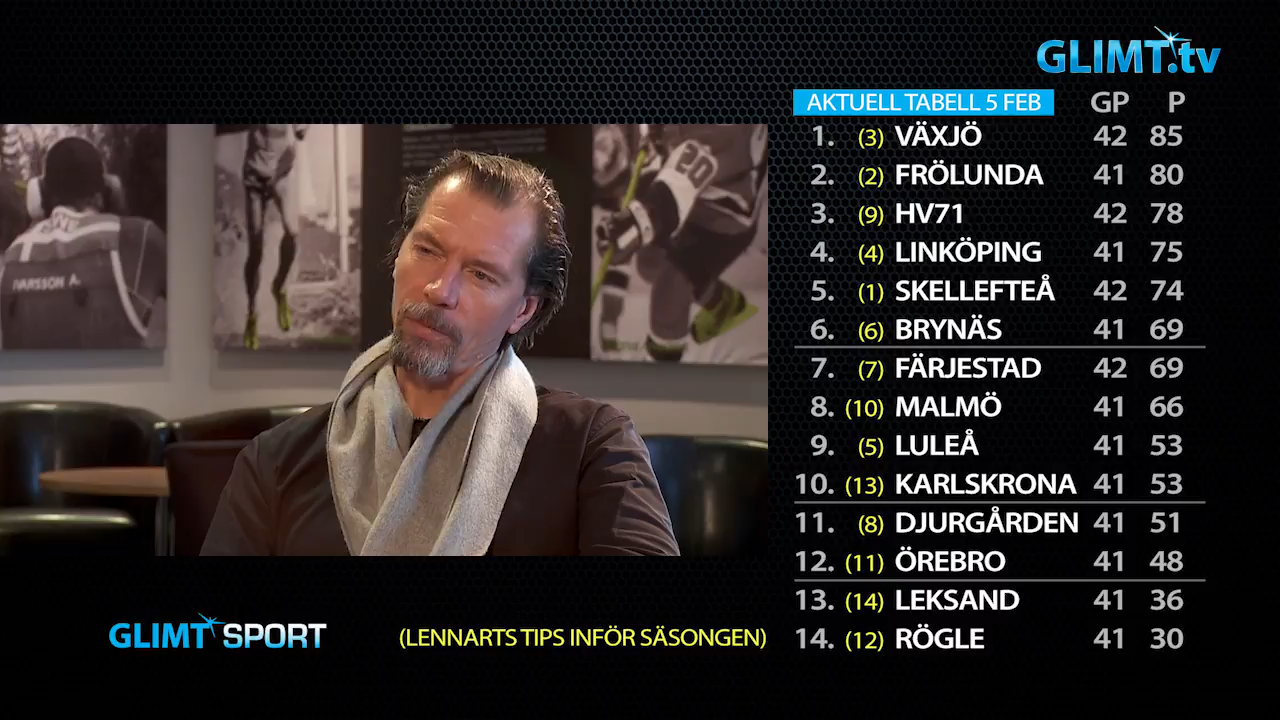 GLIMT.tv
AKTUELL TABELL 5 FEB GP P
1. (3) VÄXJÖ 42 85
2. (2) FRÖLUNDA 41 80
3. (9) HV71 42 78
4. (4) LINKÖPING 41 75
5. (1) SKELLEFTEÅ 42 74
6. (6) BRYNÄS 41 69
7. (7) FÄRJESTAD 42 69
8. (10) MALMÖ 41 66
9. (5) LULEÅ 41 53
10. (13) KARLSKRONA 41 53
11. (8) DJURGÅRDEN 41 51
12. (11) ÖREBRO 41 48
13. (14) LEKSAND 41 36
14. (12) RÖGLE 41 30
IVARSSON A.
20
GLIMT SPORT
(LENNARTS TIPS INFÖR SÄSONGEN)